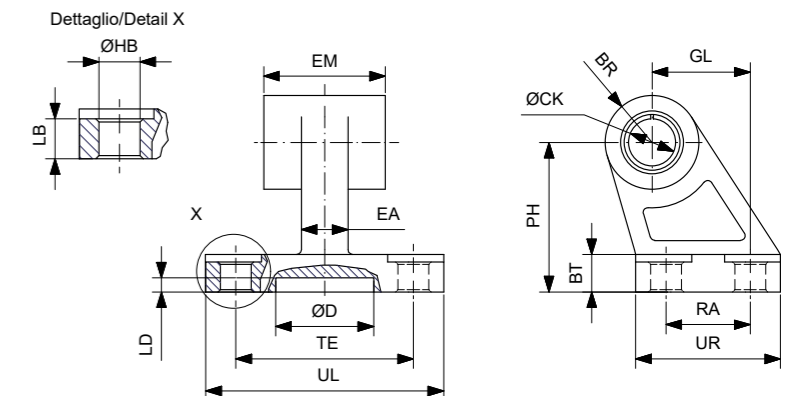 Dettaglio/Detail X
ØHB
LB
EM
X
EA
LD
ØD
TE
UL
BR
GL
ØCK
PH
BT
RA
UR